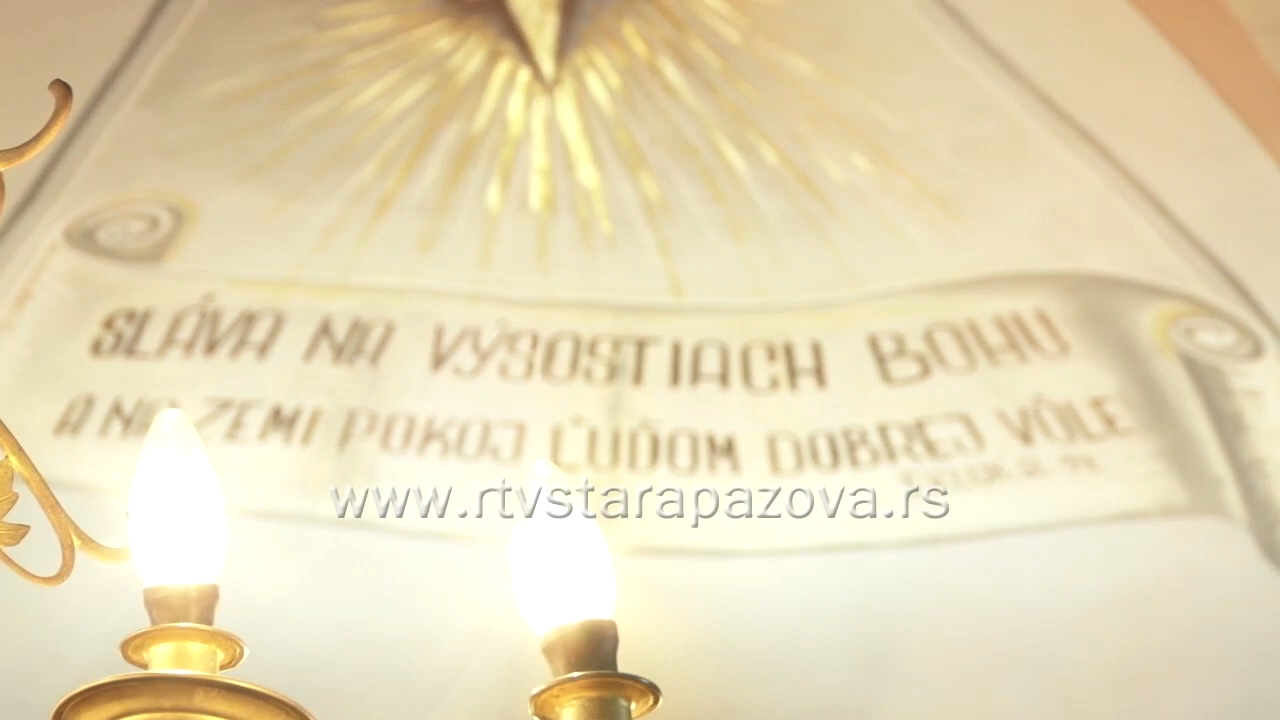 SLÁVA NA VÝSOSTIACH BOHU
A NA ZEMI POKOJ ĽUĎOM DOBREJ VÔLE
www.rtvstarapazova.rs